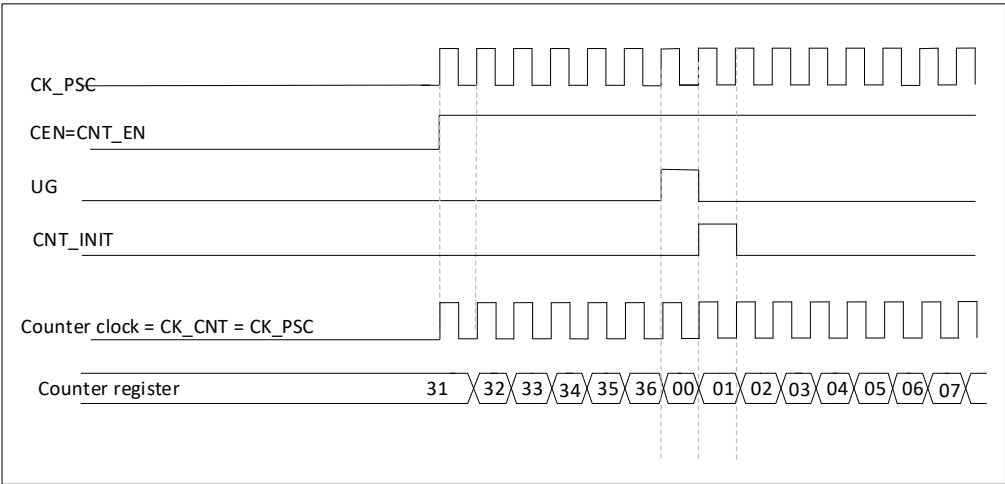 CK_PSC
CEN=CNT_EN
UG
CNT_INIT
Counter clock = CK_CNT = CK_PSC
Counter register 31 32 33 34 35 36 00 01 02 03 04 05 06 07